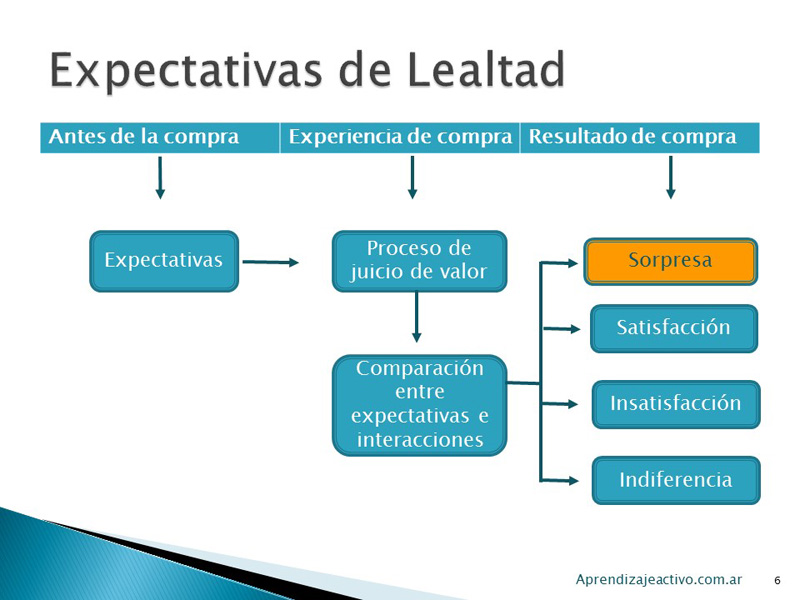 Expectativas de Lealtad
Antes de la compra
Experiencia de compra
Resultado de compra
Expectativas
Proceso de
juicio de valor
Comparación
entre
expectativas e
interacciones
Sorpresa
Satisfacción
Insatisfacción
Indiferencia
Aprendizajeactivo.com.ar
6